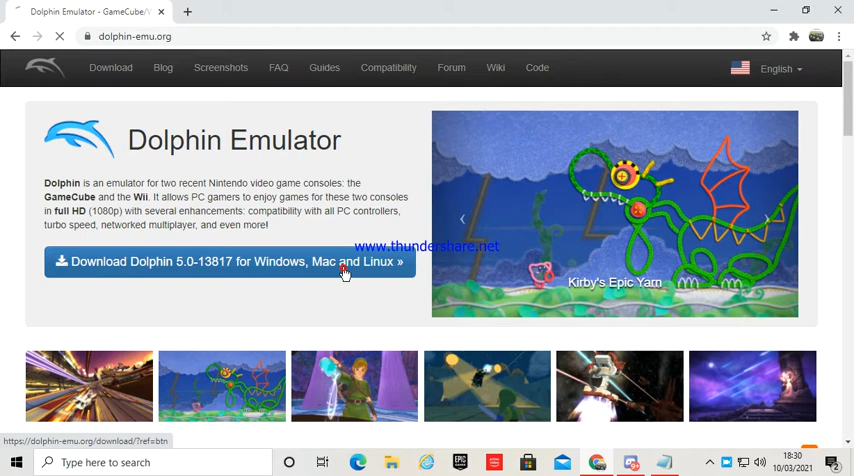 Dolphin Emulator - GameCube/W
dolphin-emu.org
Download Blog Screenshots FAQ Guides Compatibility Forum Wiki Code English
Dolphin Emulator
Dolphin is an emulator for two recent Nintendo video game consoles: the
GameCube and the Wii. It allows PC gamers to enjoy games for these two consoles
in full HD (1080p) with several enhancements: compatibility with all PC controllers,
turbo speed, networked multiplayer, and even more!
www.thundershare.net
Download Dolphin 5.0-13817 for Windows, Mac and Linux »
Kirby's Epic Yarn
https://dolphin-emu.org/download/?ref=btn
Type here to search
EPIC GAMES
18:30
10/03/2021
2